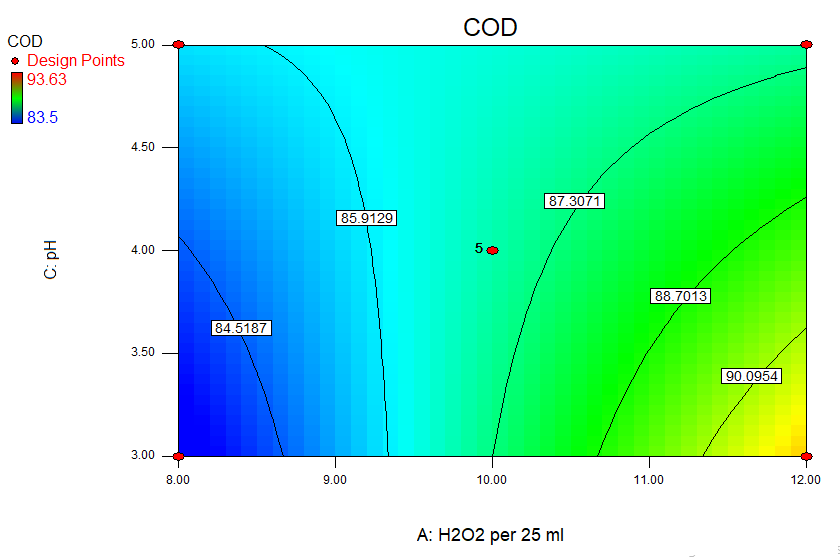 COD
COD
Design Points
93.63
83.5
5.00
4.50
4.00
3.50
3.00
C: pH
85.9129
87.3071
84.5187
88.7013
90.0954
5
8.00 9.00 10.00 11.00 12.00
A: H2O2 per 25 ml